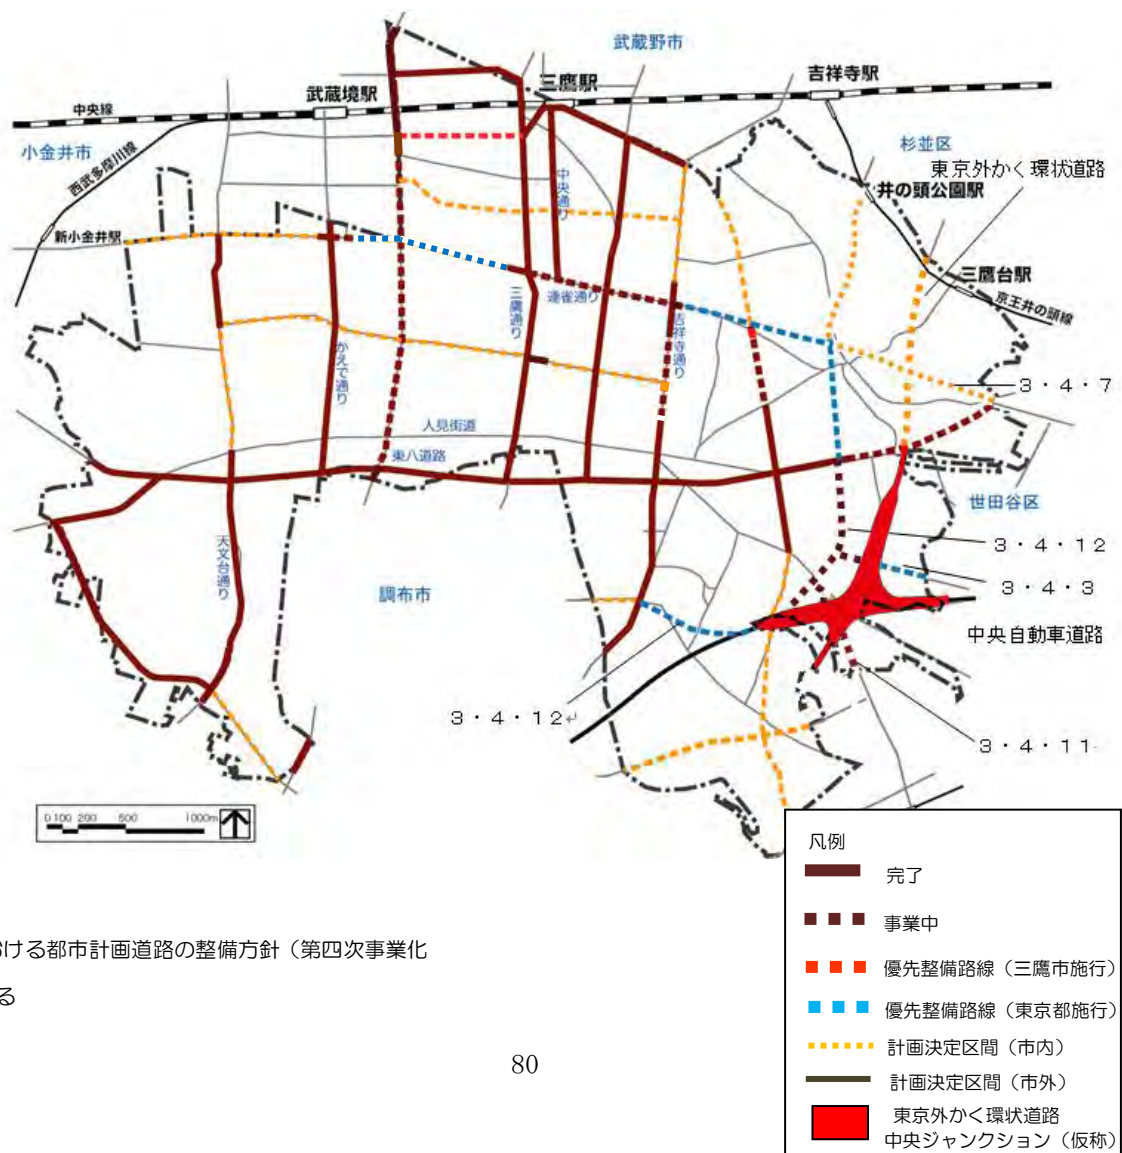 武蔵野市
吉祥寺駅
三鷹駅
武蔵境駅
中央線
小金井市
杉並区
東京外かく環状道路
西武多摩川線
中央通り
井の頭公園駅
新小金井駅
三鷹台駅
京王井の頭線
連雀通り
三鷹通り
吉祥寺通り
かえで通り
3・4・7
人見街道
東八道路
世田谷区
天文台通り
3・4・12
3・4・3
調布市
中央自動車道路
3・4・12↵
3・4・11
0 100 200 500 1000m
凡例
完了
事業中
優先整備路線（三鷹市施行）
優先整備路線（東京都施行）
計画決定区間（市内）
計画決定区間（市外）
東京外かく環状道路
中央ジャンクション（仮称）
ける都市計画道路の整備方針（第四次事業化
る
80